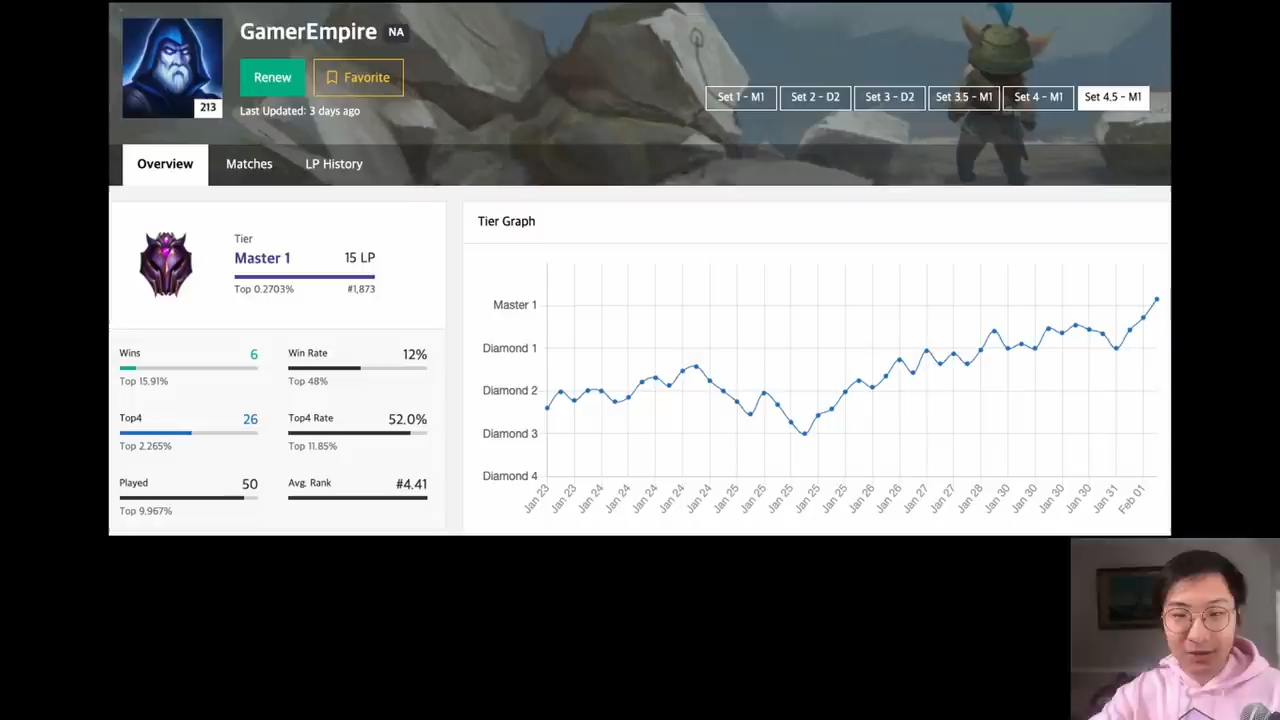 GamerEmpire NA
Renew Favorite
213
Last Updated: 3 days ago
Set 1 - M1 Set 2 - D2 Set 3 - D2 Set 3.5 - M1 Set 4 - M1 Set 4.5 - M1
Overview Matches LP History
Tier
Master 1 15 LP
Top 0.2703% #1,873
Wins 6
Top 15.91%
Win Rate 12%
Top 48%
Top4 26
Top 2.265%
Top4 Rate 52.0%
Top 11.85%
Played 50
Top 9.967%
Avg. Rank #4.41
Tier Graph
Master 1
Diamond 1
Diamond 2
Diamond 3
Diamond 4
Jan 23 Jan 23 Jan 24 Jan 24 Jan 24 Jan 24 Jan 24 Jan 25 Jan 25 Jan 25 Jan 25 Jan 25 Jan 26 Jan 26 Jan 27 Jan 27 Jan 28 Jan 30 Jan 30 Jan 30 Jan 30 Jan 31 Feb 01